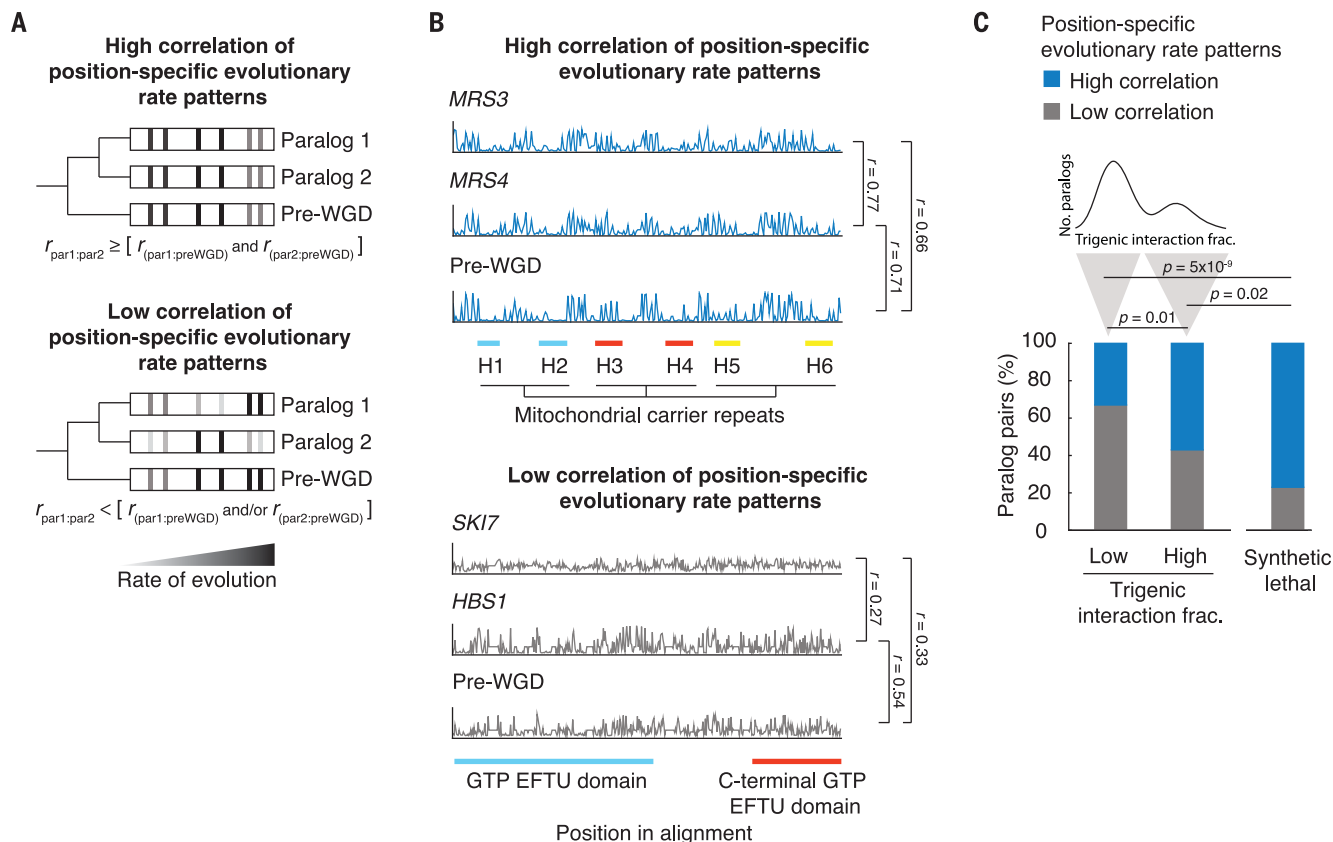 A
High correlation of
position-specific evolutionary
rate patterns
Paralog 1
Paralog 2
Pre-WGD
r par1:par2 ≥ [ r (par1:preWGD) and r (par2:preWGD) ]
Low correlation of
position-specific evolutionary
rate patterns
Paralog 1
Paralog 2
Pre-WGD
r par1:par2 < [ r (par1:preWGD) and/or r (par2:preWGD) ]
Rate of evolution
B
High correlation of position-specific
evolutionary rate patterns
MRS3
MRS4
Pre-WGD
r = 0.77
r = 0.71
r = 0.66
H1 H2 H3 H4 H5 H6
Mitochondrial carrier repeats
Low correlation of position-specific
evolutionary rate patterns
SKI7
HBS1
Pre-WGD
r = 0.27
r = 0.54
r = 0.33
GTP EFTU domain
C-terminal GTP
EFTU domain
Position in alignment
C
Position-specific
evolutionary rate patterns
High correlation
Low correlation
No. paralogs
Trigenic interaction frac.
p = 5x10⁻⁹
p = 0.02
p = 0.01
Paralog pairs (%)
100
80
60
40
20
0
Low High
Trigenic
interaction frac.
Synthetic
lethal